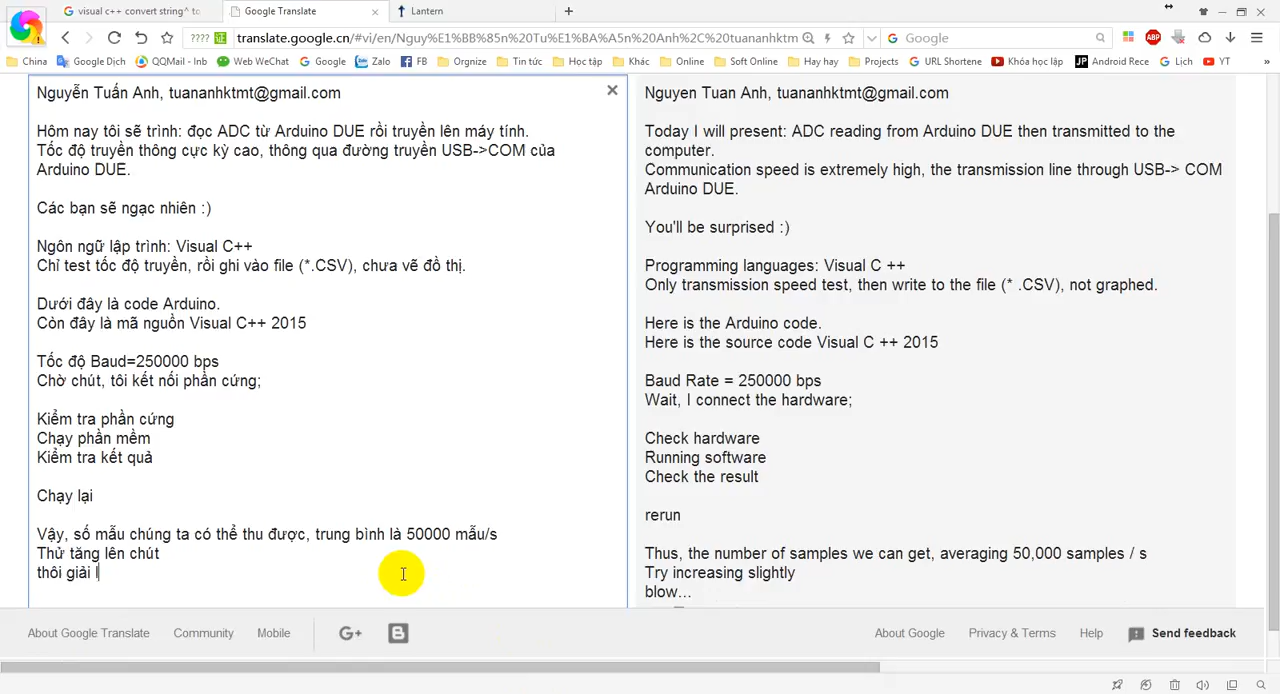 visual c++ convert string^ to
Google Translate
Lantern
????
证
translate.google.cn/#vi/en/Nguy%E1%BB%85n%20Tu%E1%BA%A5n%20Anh%2C%20tuananhktm
Google
China
Google Dịch
QQMail - Inb
Web WeChat
Google
Zalo
FB
Orgnize
Tin tức
Học tập
Khác
Online
Soft Online
Hay hay
Projects
URL Shortene
Khóa học lập
JP Android Rece
Lịch
YT
»
Nguyễn Tuấn Anh, tuananhktmt@gmail.com
Hôm nay tôi sẽ trình: đọc ADC từ Arduino DUE rồi truyền lên máy tính.
Tốc độ truyền thông cực kỳ cao, thông qua đường truyền USB->COM của
Arduino DUE.
Các bạn sẽ ngạc nhiên :)
Ngôn ngữ lập trình: Visual C++
Chỉ test tốc độ truyền, rồi ghi vào file (*.CSV), chưa vẽ đồ thị.
Dưới đây là code Arduino.
Còn đây là mã nguồn Visual C++ 2015
Tốc độ Baud=250000 bps
Chờ chút, tôi kết nối phần cứng;
Kiểm tra phần cứng
Chạy phần mềm
Kiểm tra kết quả
Chạy lại
Vậy, số mẫu chúng ta có thể thu được, trung bình là 50000 mẫu/s
Thử tăng lên chút
thôi giải l
Nguyen Tuan Anh, tuananhktmt@gmail.com
Today I will present: ADC reading from Arduino DUE then transmitted to the
computer.
Communication speed is extremely high, the transmission line through USB-> COM
Arduino DUE.
You'll be surprised :)
Programming languages: Visual C ++
Only transmission speed test, then write to the file (* .CSV), not graphed.
Here is the Arduino code.
Here is the source code Visual C ++ 2015
Baud Rate = 250000 bps
Wait, I connect the hardware;
Check hardware
Running software
Check the result
rerun
Thus, the number of samples we can get, averaging 50,000 samples / s
Try increasing slightly
blow...
About Google Translate
Community
Mobile
G+
B
About Google
Privacy & Terms
Help
Send feedback